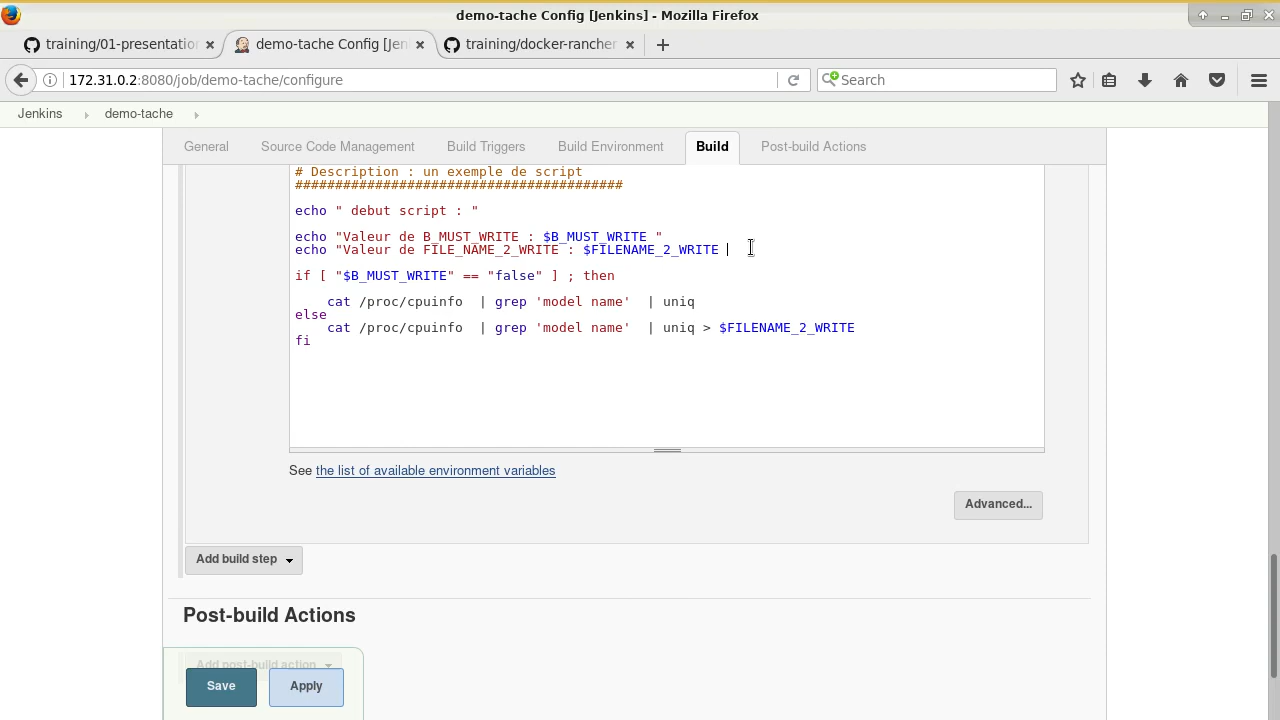 demo-tache Config [Jenkins] - Mozilla Firefox
training/01-presentatio × demo-tache Config [Jen × training/docker-rancher × +
172.31.0.2:8080/job/demo-tache/configure Search
Jenkins demo-tache
General Source Code Management Build Triggers Build Environment Build Post-build Actions
# Description : un exemple de script
#########################################
echo " debut script : "
echo "Valeur de B_MUST_WRITE : $B_MUST_WRITE "
echo "Valeur de FILE_NAME_2_WRITE : $FILENAME_2_WRITE
if [ "$B_MUST_WRITE" == "false" ] ; then
cat /proc/cpuinfo | grep 'model name' | uniq
else
cat /proc/cpuinfo | grep 'model name' | uniq > $FILENAME_2_WRITE
fi
See the list of available environment variables
Advanced...
Add build step
Post-build Actions
Add post-build action
Save Apply